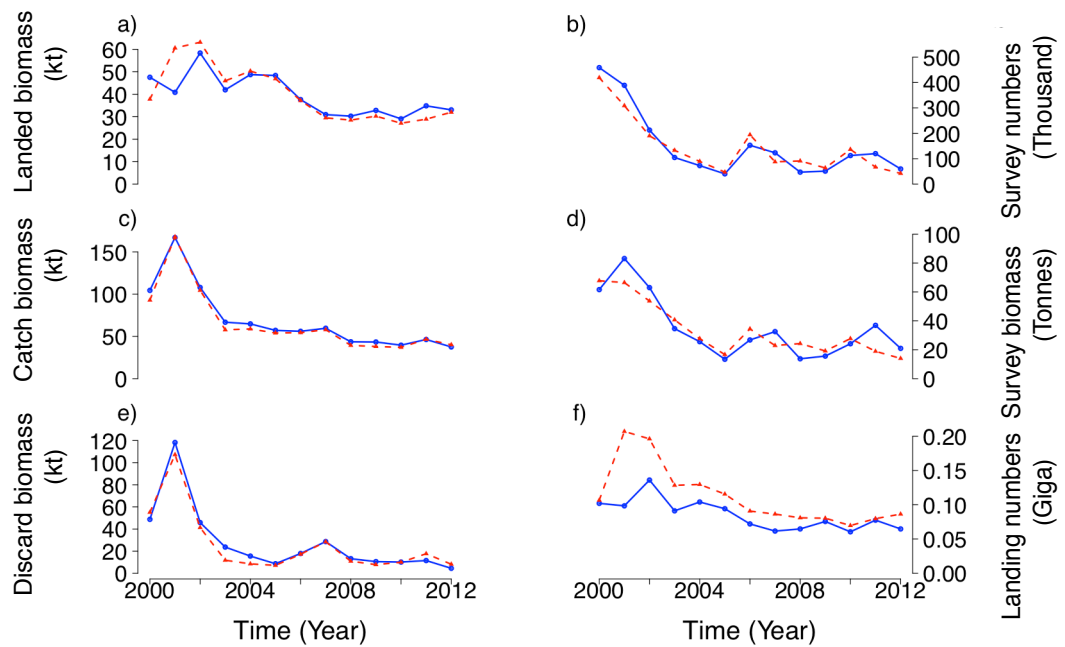 a)
Landed biomass
(kt)
60
50
40
30
20
10
0
b)
500
400
300
200
100
0
Survey numbers
(Thousand)
c)
Catch biomass
(kt)
150
100
50
0
d)
100
80
60
40
20
0
Survey biomass
(Tonnes)
e)
Discard biomass
(kt)
120
100
80
60
40
20
0
2000 2004 2008 2012
Time (Year)
f)
0.20
0.15
0.10
0.05
0.00
Landing numbers
(Giga)
2000 2004 2008 2012
Time (Year)